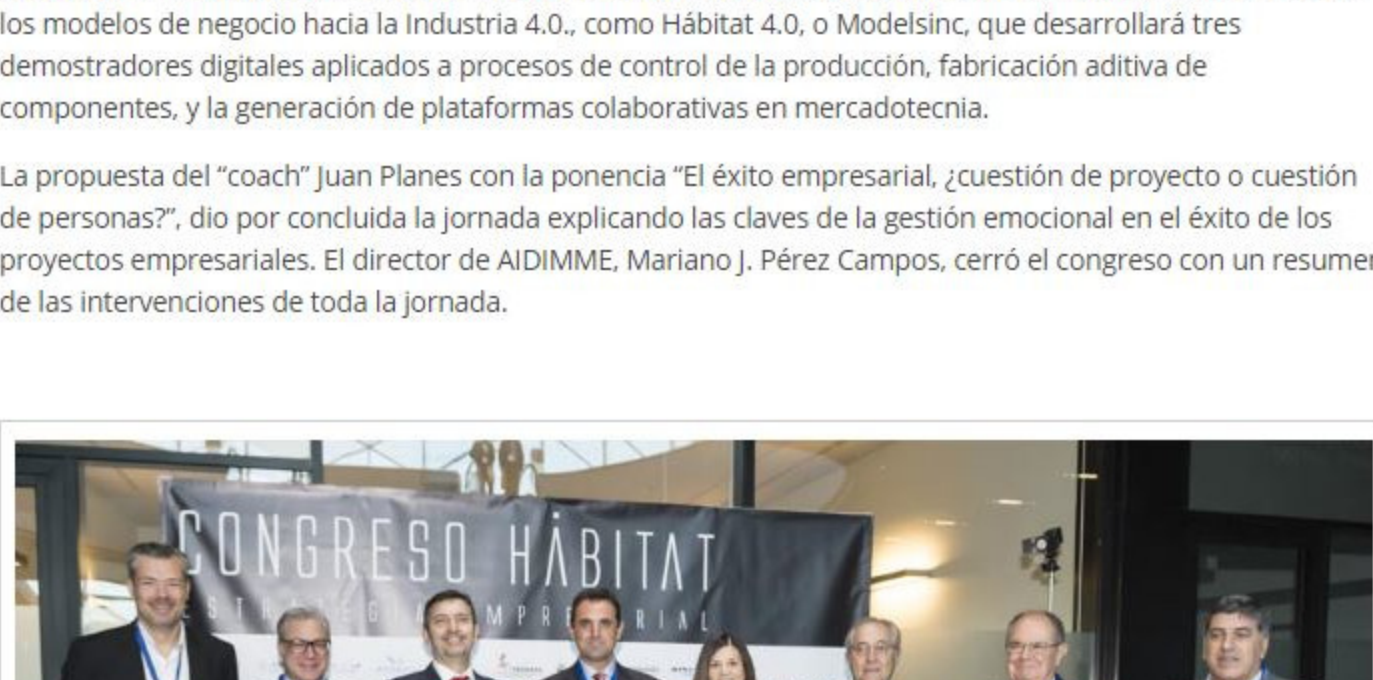 los modelos de negocio hacia la Industria 4.0., como Hábitat 4.0, o Modelsinc, que desarrollará tres
demostradores digitales aplicados a procesos de control de la producción, fabricación aditiva de
componentes, y la generación de plataformas colaborativas en mercadotecnia.
La propuesta del “coach” Juan Planes con la ponencia “El éxito empresarial, ¿cuestión de proyecto o cuestión
de personas?”, dio por concluida la jornada explicando las claves de la gestión emocional en el éxito de los
proyectos empresariales. El director de AIDIMME, Mariano J. Pérez Campos, cerró el congreso con un resumen
de las intervenciones de toda la jornada.
CONGRESO HÁBITAT